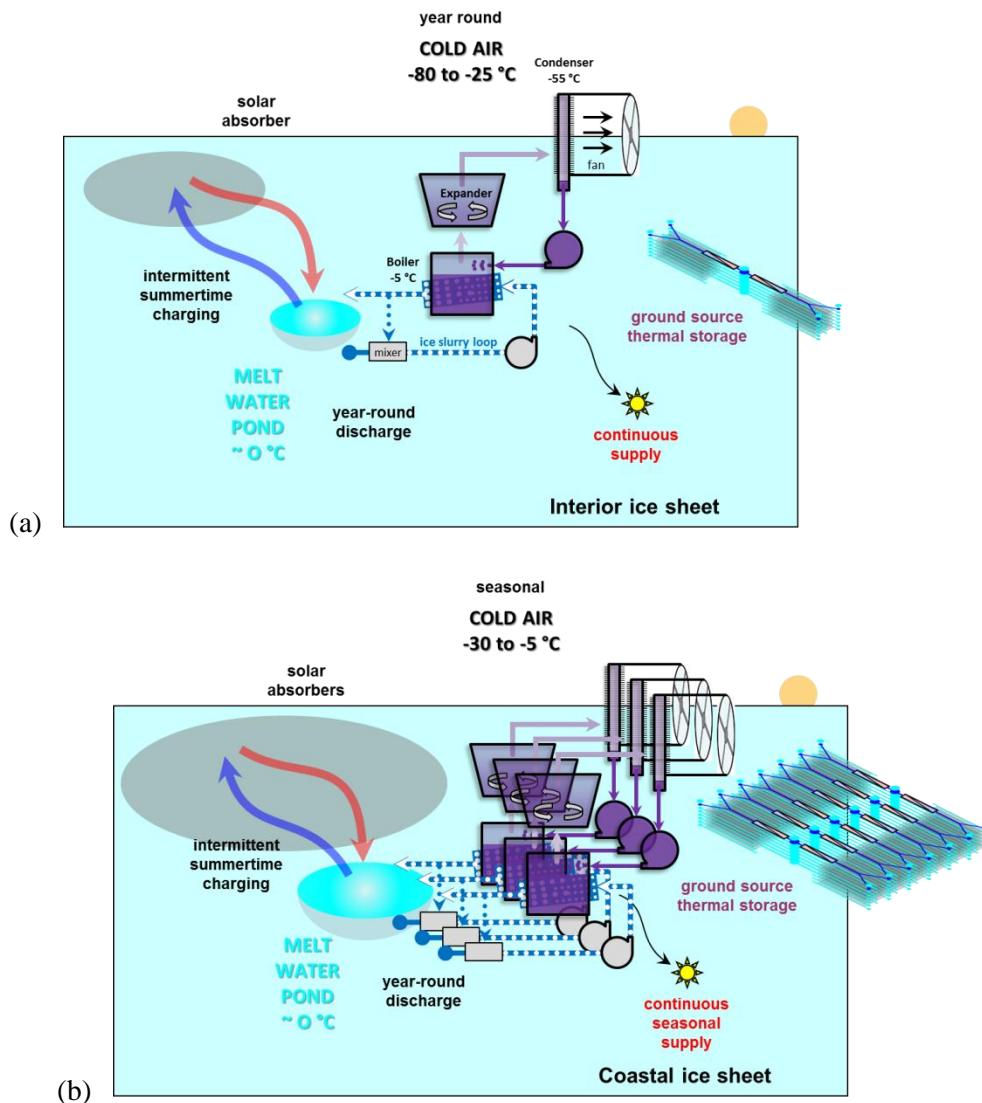 year round
COLD AIR
-80 to -25 °C
Condenser
-55 °C
solar
absorber
fan
Expander
Boiler
-5 °C
intermittent
summertime
charging
ground source
thermal storage
mixer
ice slurry loop
MELT
WATER
POND
~ O °C
year-round
discharge
continuous
supply
Interior ice sheet
(a)
seasonal
COLD AIR
-30 to -5 °C
solar
absorbers
intermittent
summertime
charging
ground source
thermal storage
MELT
WATER
POND
~ O °C
year-round
discharge
continuous
seasonal
supply
Coastal ice sheet
(b)